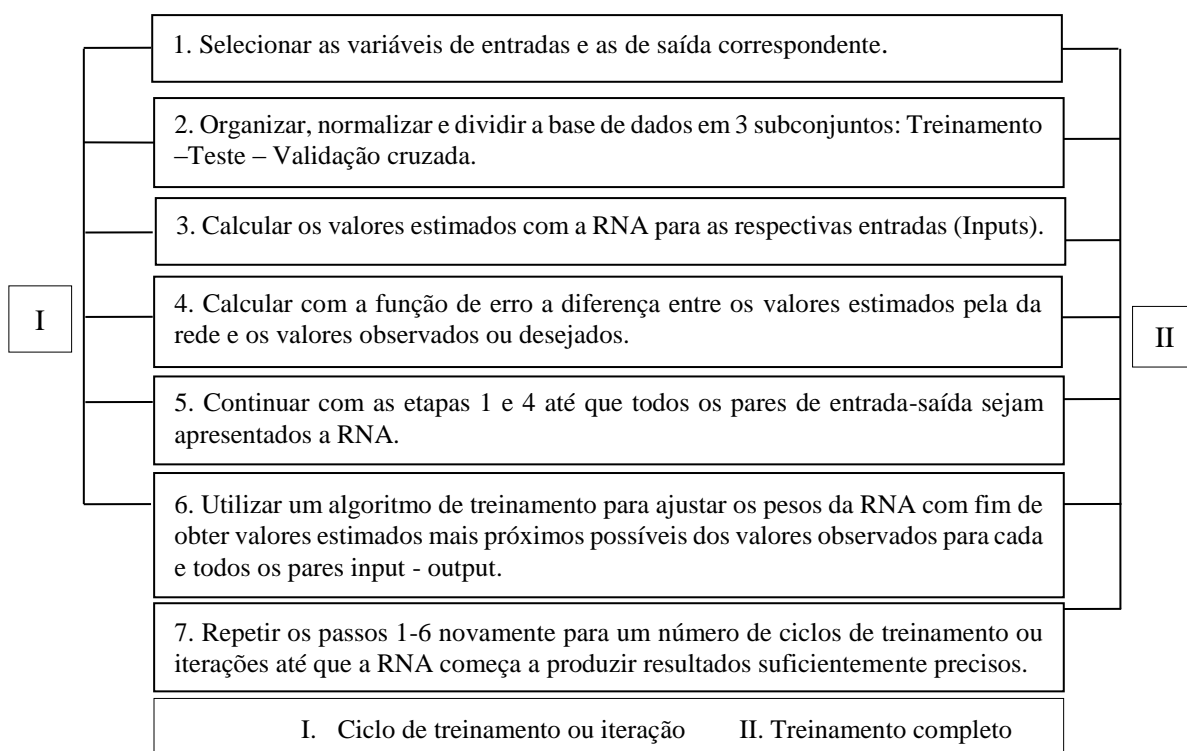 1. Selecionar as variáveis de entradas e as de saída correspondente.
2. Organizar, normalizar e dividir a base de dados em 3 subconjuntos: Treinamento
–Teste – Validação cruzada.
3. Calcular os valores estimados com a RNA para as respectivas entradas (Inputs).
I
4. Calcular com a função de erro a diferença entre os valores estimados pela da
rede e os valores observados ou desejados.
II
5. Continuar com as etapas 1 e 4 até que todos os pares de entrada-saída sejam
apresentados a RNA.
6. Utilizar um algoritmo de treinamento para ajustar os pesos da RNA com fim de
obter valores estimados mais próximos possíveis dos valores observados para cada
e todos os pares input - output.
7. Repetir os passos 1-6 novamente para um número de ciclos de treinamento ou
iterações até que a RNA começa a produzir resultados suficientemente precisos.
I. Ciclo de treinamento ou iteração II. Treinamento completo